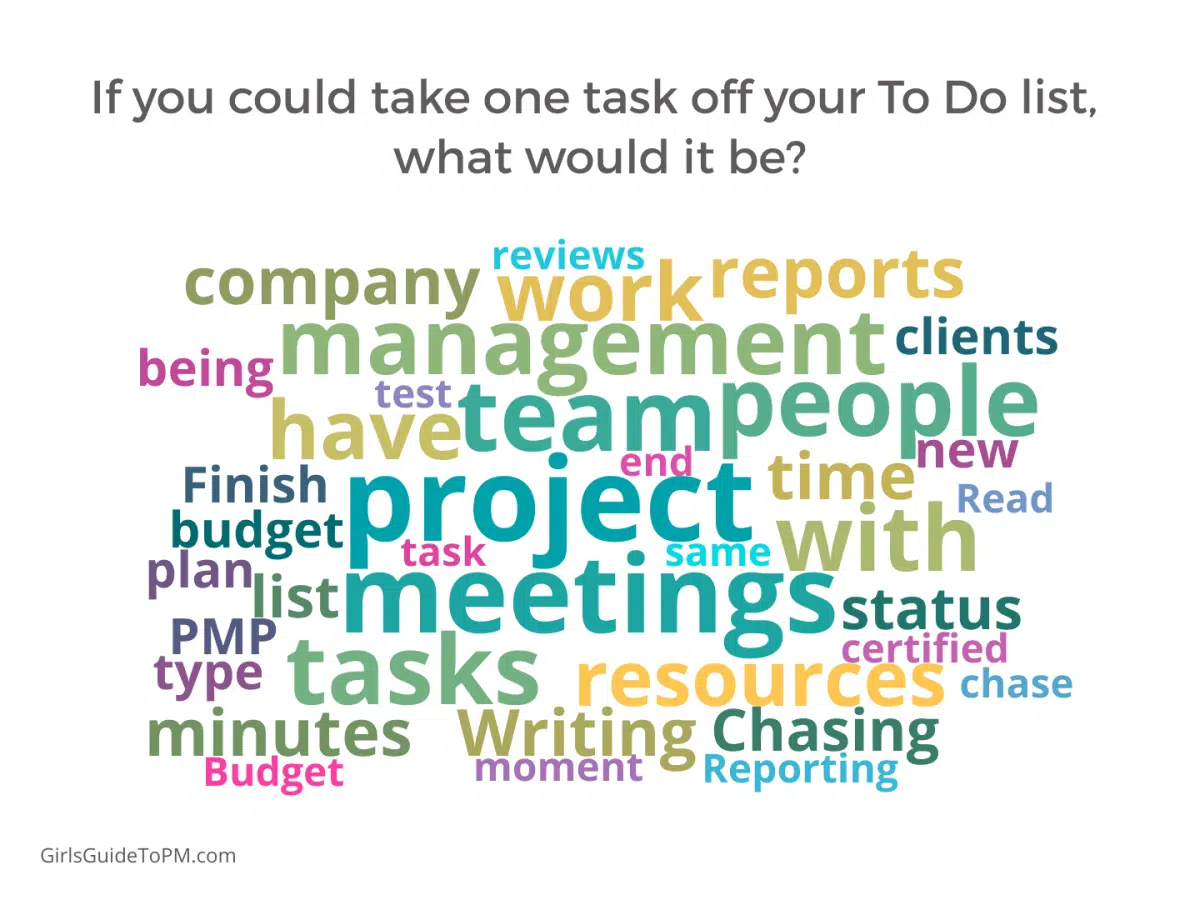 If you could take one task off your To Do list,
what would it be?
reviews
company
work
reports
management
clients
being
test
team
people
have
end
new
Finish
project
time
Read
budget
task
same
with
plan
list
meetings
status
PMP
certified
type
tasks
resources
chase
minutes
Writing
Chasing
Budget
moment
Reporting
GirlsGuideToPM.com